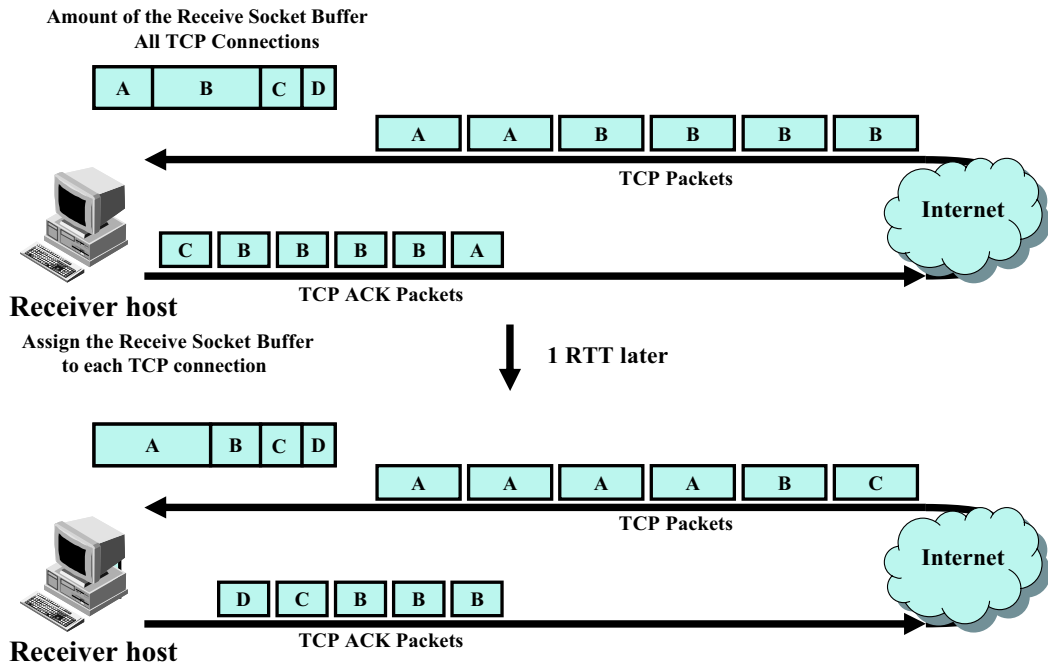 Amount of the Receive Socket Buffer
All TCP Connections
A B C D
A A B B B B
TCP Packets
Internet
C B B B B A
TCP ACK Packets
Receiver host
Assign the Receive Socket Buffer
to each TCP connection
1 RTT later
A B C D
A A A A B C
TCP Packets
Internet
D C B B B
TCP ACK Packets
Receiver host